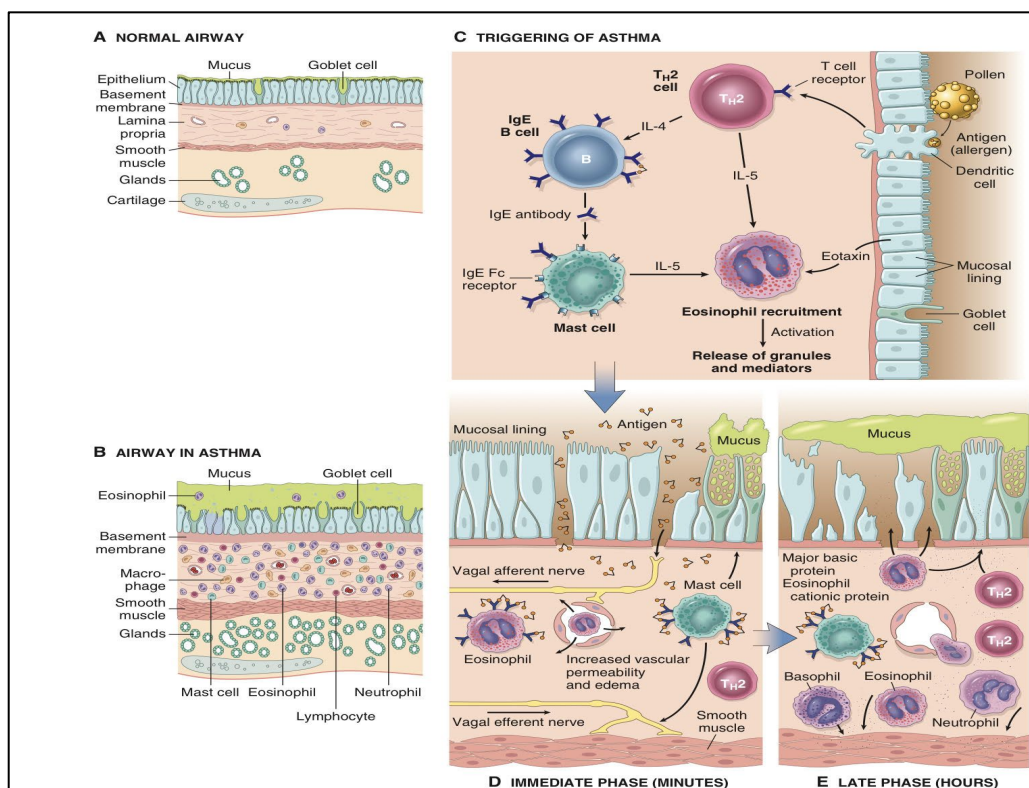 A NORMAL AIRWAY
Mucus
Goblet cell
Epithelium
Basement
membrane
Lamina
propria
Smooth
muscle
Glands
Cartilage
B AIRWAY IN ASTHMA
Mucus
Goblet cell
Eosinophil
Basement
membrane
Macro-
phage
Smooth
muscle
Glands
Mast cell
Eosinophil
Neutrophil
Lymphocyte
C TRIGGERING OF ASTHMA
TH2
cell
TH2
T cell
receptor
Pollen
IgE
B cell
IL-4
B
Antigen
(allergen)
Dendritic
cell
IL-5
IgE antibody
Eotaxin
IgE Fc
receptor
IL-5
Mucosal
lining
Mast cell
Eosinophil recruitment
Activation
Goblet
cell
Release of granules
and mediators
Mucosal lining
Antigen
Mucus
Vagal afferent nerve
Mast cell
Eosinophil
Increased vascular
permeability
and edema
TH2
Vagal efferent nerve
Smooth
muscle
D IMMEDIATE PHASE (MINUTES)
Mucus
Major basic
protein
Eosinophil
cationic protein
TH2
TH2
Basophil
Eosinophil
Neutrophil
E LATE PHASE (HOURS)